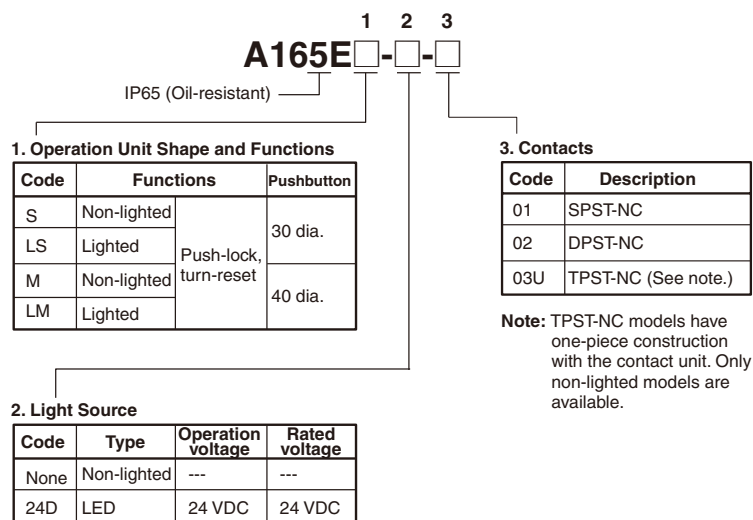 1 2 3
A165E□-□-□
IP65 (Oil-resistant)
1. Operation Unit Shape and Functions
Code Functions Pushbutton
S Non-lighted Push-lock, turn-reset 30 dia.
LS Lighted
M Non-lighted 40 dia.
LM Lighted
3. Contacts
Code Description
01 SPST-NC
02 DPST-NC
03U TPST-NC (See note.)
Note: TPST-NC models have
one-piece construction
with the contact unit. Only
non-lighted models are
available.
2. Light Source
Code Type Operation voltage Rated voltage
None Non-lighted --- ---
24D LED 24 VDC 24 VDC